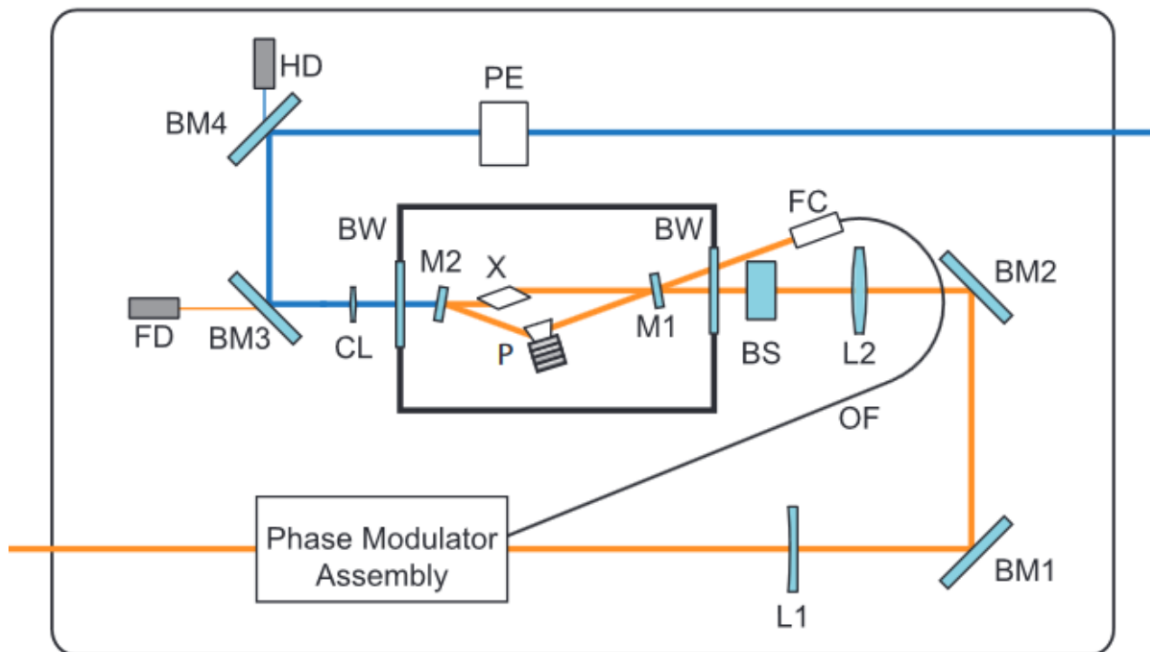 HD
PE
BM4
BW
BW
FC
M2
X
BM2
FD
BM3
CL
P
M1
BS
L2
OF
Phase Modulator
Assembly
BM1
L1